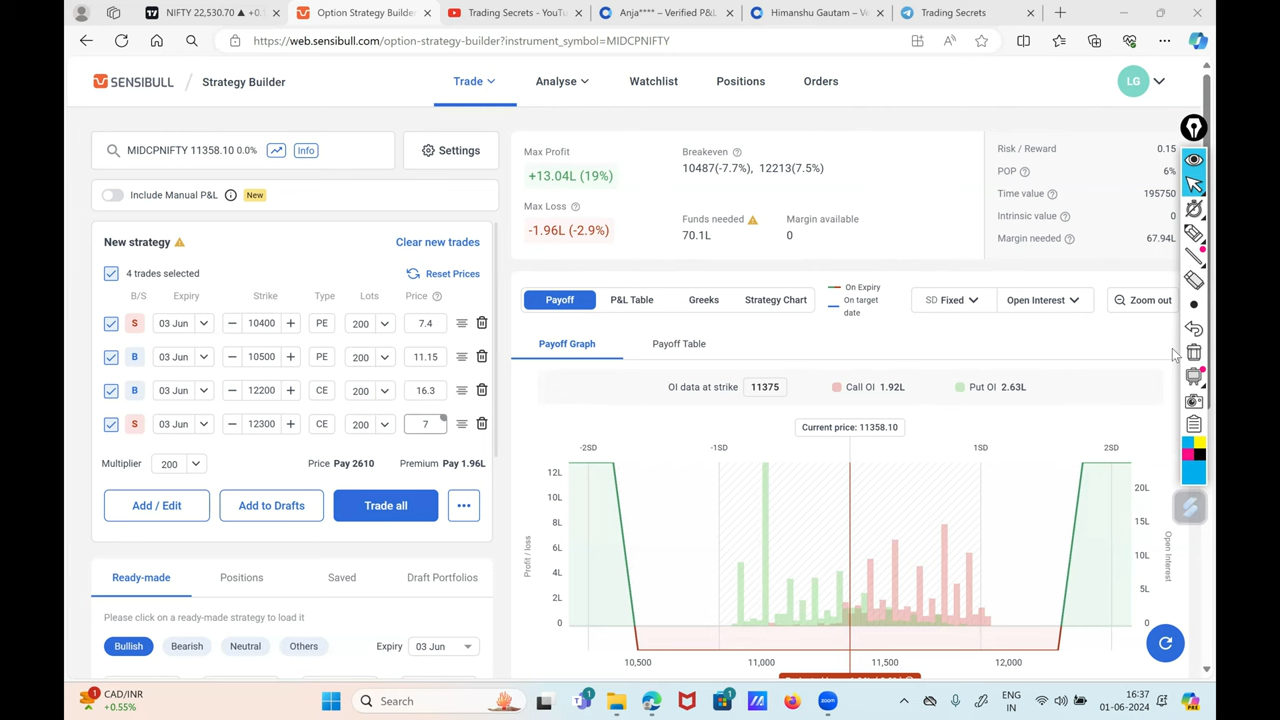 NIFTY 22,530.70 ▲ +0.1
Option Strategy Builder
Trading Secrets - YouTu
Anja**** – Verified P&L
Himanshu Gautam – Ve
Trading Secrets
https://web.sensibull.com/option-strategy-builder?instrument_symbol=MIDCPNIFTY
SENSIBULL / Strategy Builder
Trade
Analyse
Watchlist
Positions
Orders
LG
MIDCPNIFTY 11358.10 0.0%
Info
Settings
Include Manual P&L
New
New strategy
Clear new trades
4 trades selected
Reset Prices
B/S Expiry Strike Type Lots Price
S 03 Jun − 10400 + PE 200 7.4
B 03 Jun − 10500 + PE 200 11.15
B 03 Jun − 12200 + CE 200 16.3
S 03 Jun − 12300 + CE 200 7
Multiplier 200 Price Pay 2610 Premium Pay 1.96L
Add / Edit
Add to Drafts
Trade all
Ready-made
Positions
Saved
Draft Portfolios
Please click on a ready-made strategy to load it
Bullish Bearish Neutral Others Expiry 03 Jun
Max Profit
+13.04L (19%)
Max Loss
-1.96L (-2.9%)
Breakeven
10487(-7.7%), 12213(7.5%)
Funds needed
70.1L
Margin available
0
Risk / Reward 0.15
POP 6%
Time value 195750
Intrinsic value 0
Margin needed 67.94L
Payoff
P&L Table
Greeks
Strategy Chart
On Expiry
On target
date
SD Fixed
Open Interest
Zoom out
Payoff Graph
Payoff Table
OI data at strike 11375 Call OI 1.92L Put OI 2.63L
Current price: 11358.10
-2SD -1SD 1SD 2SD
12L
10L
8L
6L
4L
2L
0
Profit / loss
20L
15L
10L
5L
0
Open Interest
10,500 11,000 11,500 12,000
CAD/INR
+0.55%
1
Search
1
1
ENG
IN
16:37
01-06-2024
PRE